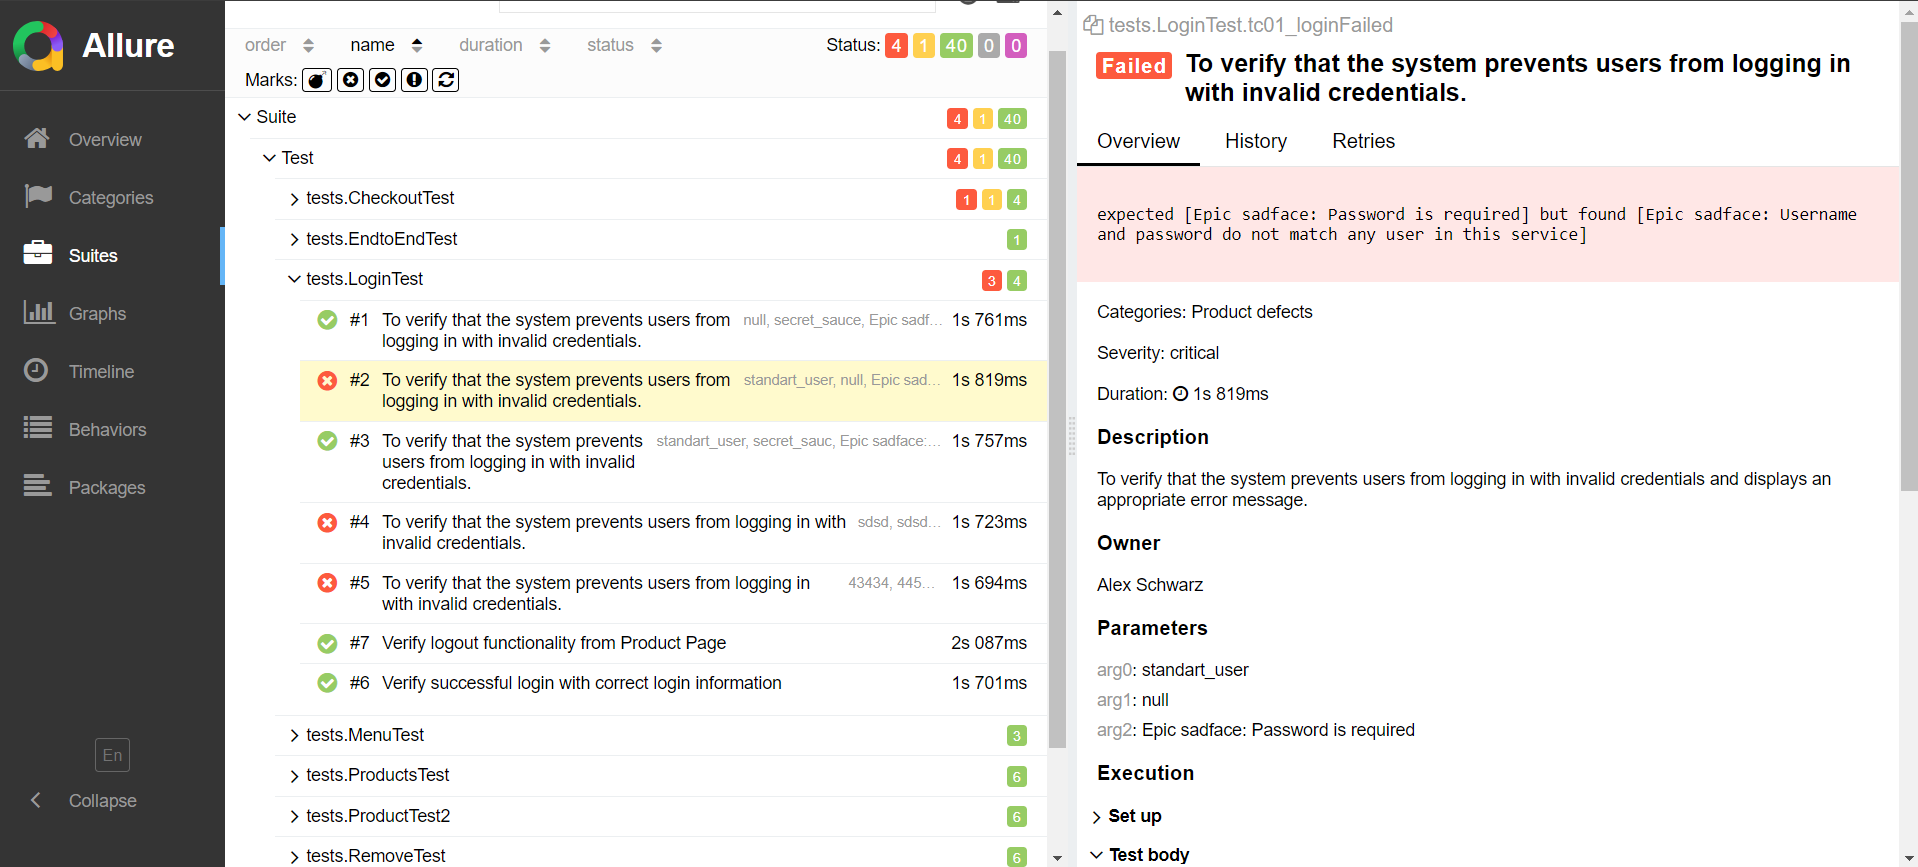 Allure
Overview
Categories
Suites
Graphs
Timeline
Behaviors
Packages
En
Collapse
order name duration status Status: 4 1 40 0 0
Marks:
Suite 4 1 40
Test 4 1 40
tests.CheckoutTest 1 1 4
tests.EndtoEndTest 1
tests.LoginTest 3 4
#1 To verify that the system prevents users from null, secret_sauce, Epic sadf... 1s 761ms
logging in with invalid credentials.
#2 To verify that the system prevents users from standart_user, null, Epic sad... 1s 819ms
logging in with invalid credentials.
#3 To verify that the system prevents standart_user, secret_sauc, Epic sadface:... 1s 757ms
users from logging in with invalid
credentials.
#4 To verify that the system prevents users from logging in with sdsd, sdsd... 1s 723ms
invalid credentials.
#5 To verify that the system prevents users from logging in 43434, 445... 1s 694ms
with invalid credentials.
#7 Verify logout functionality from Product Page 2s 087ms
#6 Verify successful login with correct login information 1s 701ms
tests.MenuTest 3
tests.ProductsTest 6
tests.ProductTest2 6
tests.RemoveTest 6
tests.LoginTest.tc01_loginFailed
Failed To verify that the system prevents users from logging in
with invalid credentials.
Overview History Retries
expected [Epic sadface: Password is required] but found [Epic sadface: Username
and password do not match any user in this service]
Categories: Product defects
Severity: critical
Duration: 1s 819ms
Description
To verify that the system prevents users from logging in with invalid credentials and displays an
appropriate error message.
Owner
Alex Schwarz
Parameters
arg0: standart_user
arg1: null
arg2: Epic sadface: Password is required
Execution
Set up
Test body